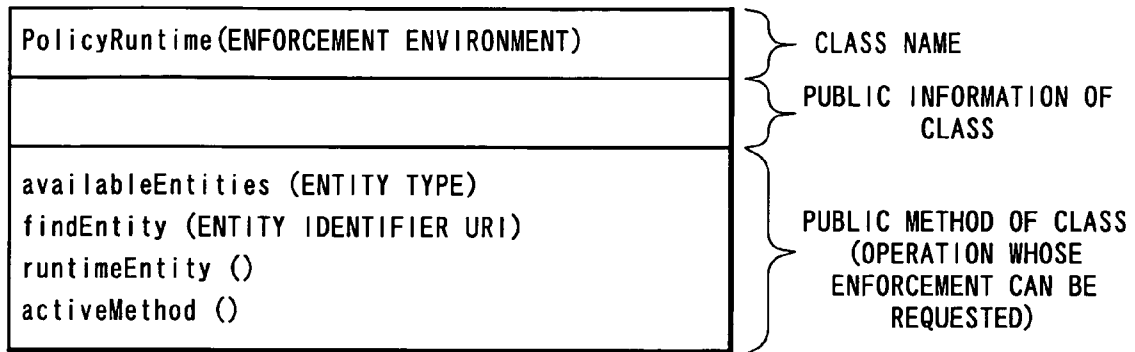 PolicyRuntime(ENFORCEMENT ENVIRONMENT)
CLASS NAME
PUBLIC INFORMATION OF
CLASS
availableEntities (ENTITY TYPE)
findEntity (ENTITY IDENTIFIER URI)
runtimeEntity ()
activeMethod ()
PUBLIC METHOD OF CLASS
(OPERATION WHOSE
ENFORCEMENT CAN BE
REQUESTED)